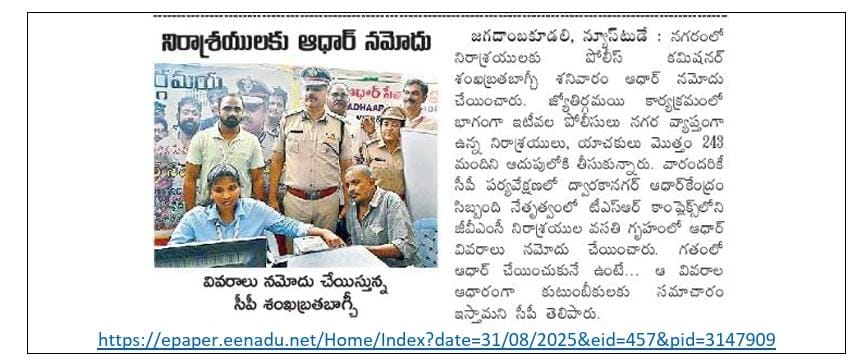 నిరాశ్రయులకు ఆధార్ నమోదు
వివరాలు నమోదు చేయిస్తున్న
సీపీ శంఖబ్రతబాగ్చీ
జగదాంబకూడలి, న్యూస్‌టుడే : నగరంలో
నిరాశ్రయులకు పోలీస్ కమిషనర్
శంఖబ్రతబాగ్చీ శనివారం ఆధార్ నమోదు
చేయించారు. జ్యోతిర్గమయి కార్యక్రమంలో
భాగంగా ఇటీవల పోలీసులు నగర వ్యాప్తంగా
ఉన్న నిరాశ్రయులు, యాచకులు మొత్తం 243
మందిని అదుపులోకి తీసుకున్నారు. వారందరికీ
సీపీ పర్యవేక్షణలో ద్వారకానగర్ ఆధార్‌కేంద్రం
సిబ్బంది నేతృత్వంలో టీఎస్ఆర్ కాంప్లెక్స్‌లోని
జీవీఎంసీ నిరాశ్రయుల వసతి గృహంలో ఆధార్
వివరాలు నమోదు చేయించారు. గతంలో
ఆధార్ చేయించుకునే ఉంటే... ఆ వివరాల
ఆధారంగా కుటుంబీకులకు సమాచారం
ఇస్తామని సీపీ తెలిపారు.
https://epaper.eenadu.net/Home/Index?date=31/08/2025&eid=457&pid=3147909